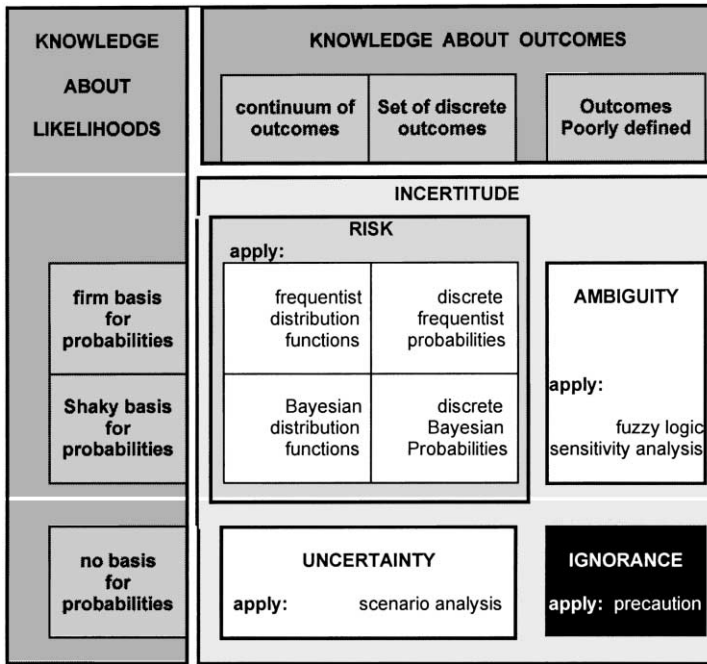 KNOWLEDGE
ABOUT
LIKELIHOODS
KNOWLEDGE ABOUT OUTCOMES
continuum of
outcomes
Set of discrete
outcomes
Outcomes
Poorly defined
INCERTITUDE
RISK
apply:
firm basis
for
probabilities
frequentist
distribution
functions
discrete
frequentist
probabilities
AMBIGUITY
apply:
fuzzy logic
sensitivity analysis
Shaky basis
for
probabilities
Bayesian
distribution
functions
discrete
Bayesian
Probabilities
no basis
for
probabilities
UNCERTAINTY
apply: scenario analysis
IGNORANCE
apply: precaution